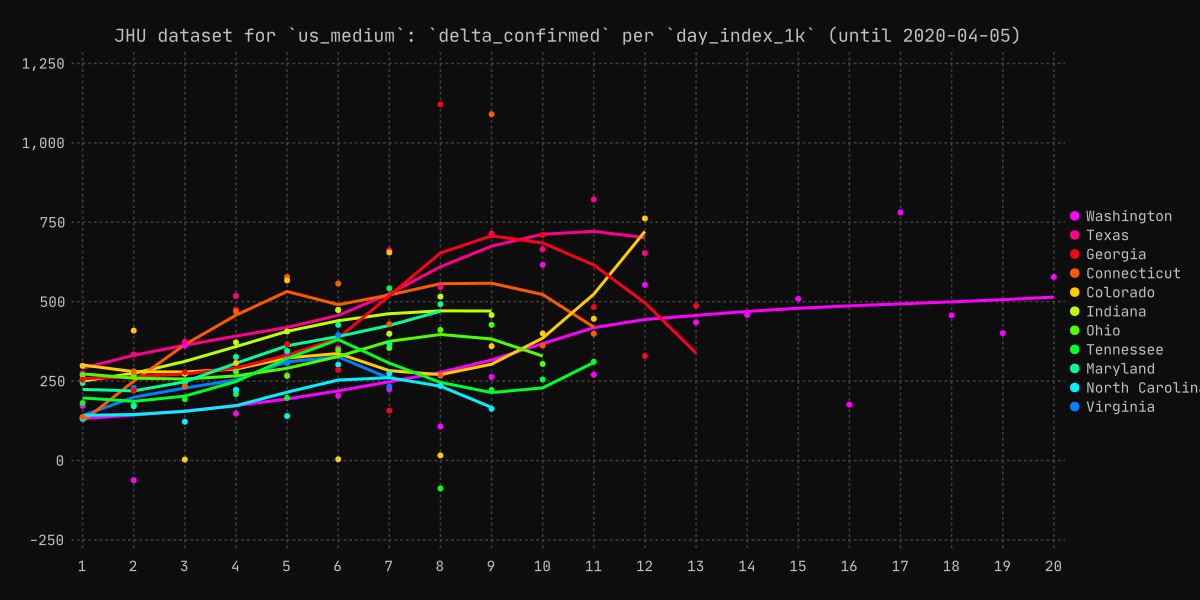 JHU dataset for `us_medium`: `delta_confirmed` per `day_index_1k` (until 2020-04-05)
1,250
1,000
750
500
250
0
-250
1 2 3 4 5 6 7 8 9 10 11 12 13 14 15 16 17 18 19 20
Washington
Texas
Georgia
Connecticut
Colorado
Indiana
Ohio
Tennessee
Maryland
North Carolina
Virginia